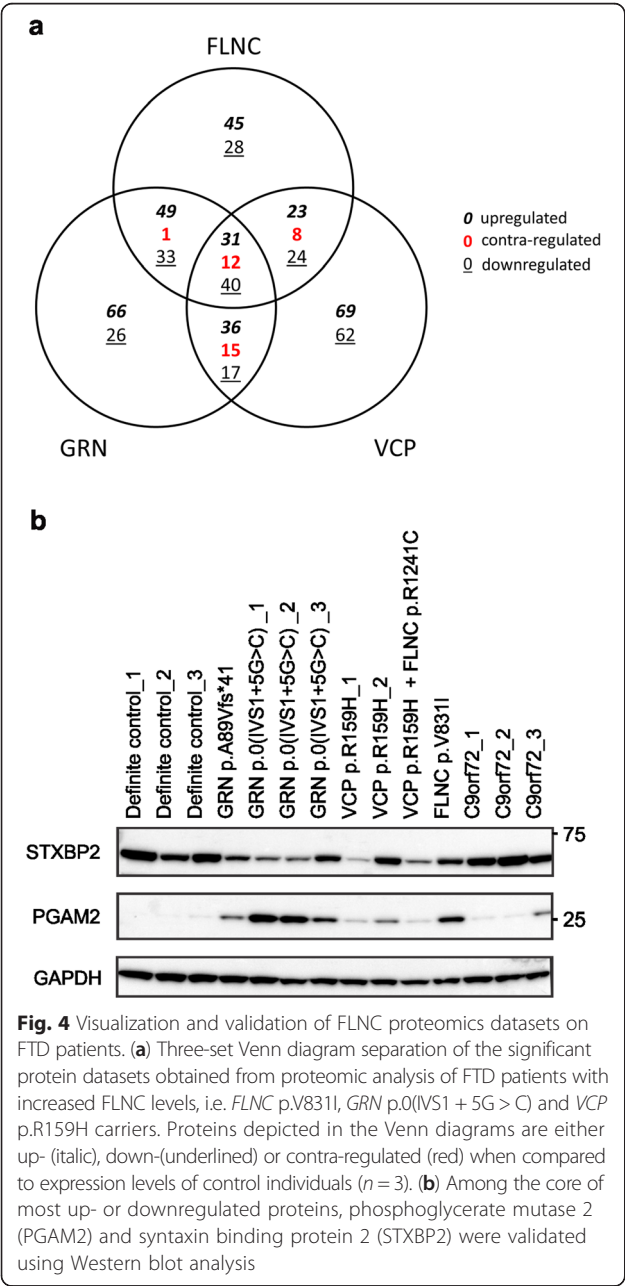 a
FLNC
45
28
49
1
33
23
8
24
31
12
40
0 upregulated
0 contra-regulated
0 downregulated
66
26
36
15
17
69
62
GRN
VCP
b
Definite control_1
Definite control_2
Definite control_3
GRN p.A89Vfs*41
GRN p.0(IVS1+5G>C)_1
GRN p.0(IVS1+5G>C)_2
GRN p.0(IVS1+5G>C)_3
VCP p.R159H_1
VCP p.R159H_2
VCP p.R159H + FLNC p.R1241C
FLNC p.V831I
C9orf72_1
C9orf72_2
C9orf72_3
STXBP2
75
PGAM2
25
GAPDH
Fig. 4 Visualization and validation of FLNC proteomics datasets on
FTD patients. (a) Three-set Venn diagram separation of the significant
protein datasets obtained from proteomic analysis of FTD patients with
increased FLNC levels, i.e. FLNC p.V831I, GRN p.0(IVS1 + 5G > C) and VCP
p.R159H carriers. Proteins depicted in the Venn diagrams are either
up- (italic), down-(underlined) or contra-regulated (red) when compared
to expression levels of control individuals (n = 3). (b) Among the core of
most up- or downregulated proteins, phosphoglycerate mutase 2
(PGAM2) and syntaxin binding protein 2 (STXBP2) were validated
using Western blot analysis